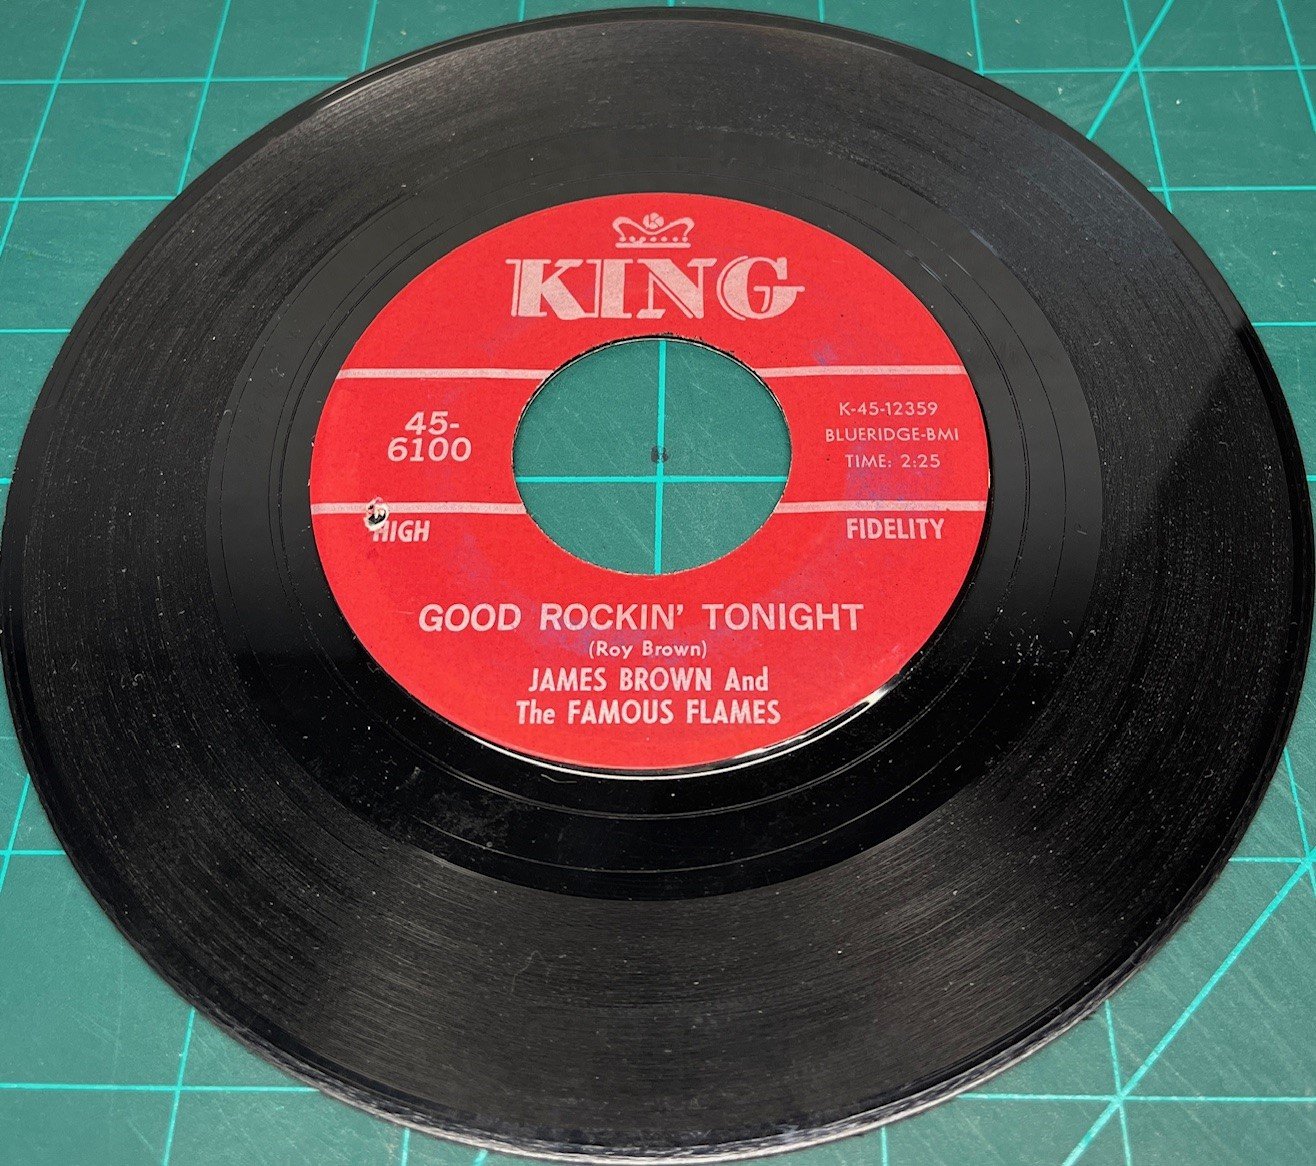 KING
45-
6100
K-45-12359
BLUERIDGE-BMI
TIME: 2:25
HIGH
FIDELITY
GOOD ROCKIN' TONIGHT
(Roy Brown)
JAMES BROWN And
The FAMOUS FLAMES